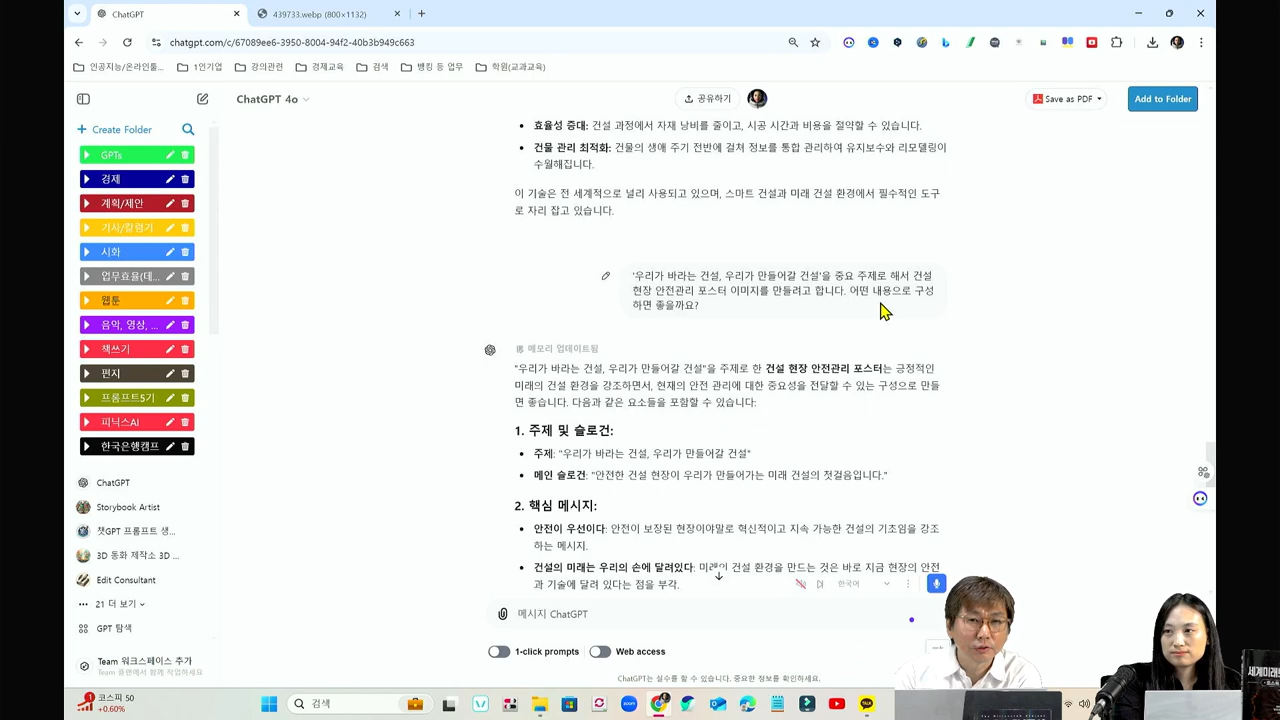 ChatGPT
439733.webp (800×1132)
chatgpt.com/c/67089ee6-3950-8004-94f2-40b3b949c663
인공지능/온라인툴...
1인기업
강의관련
경제교육
검색
뱅킹 등 업무
학원(교과교육)
ChatGPT 4o
공유하기
Save as PDF
Add to Folder
Create Folder
GPTs
경제
계획/제안
기사/칼럼기
시화
업무효율(데...
웹툰
음악, 영상, ...
책쓰기
편지
프롬프트5기
피닉스AI
한국은행캠프
ChatGPT
Storybook Artist
챗GPT 프롬프트 생...
3D 동화 제작소 3D ...
Edit Consultant
21 더 보기
GPT 탐색
Team 워크스페이스 추가
Team 플랜에서 함께 작업하세요
효율성 증대: 건설 과정에서 자재 낭비를 줄이고, 시공 시간과 비용을 절약할 수 있습니다.
건물 관리 최적화: 건물의 생애 주기 전반에 걸쳐 정보를 통합 관리하여 유지보수와 리모델링이
수월해집니다.
이 기술은 전 세계적으로 널리 사용되고 있으며, 스마트 건설과 미래 건설 환경에서 필수적인 도구
로 자리 잡고 있습니다.
'우리가 바라는 건설, 우리가 만들어갈 건설'을 중요 주제로 해서 건설
현장 안전관리 포스터 이미지를 만들려고 합니다. 어떤 내용으로 구성
하면 좋을까요?
메모리 업데이트됨
"우리가 바라는 건설, 우리가 만들어갈 건설"을 주제로 한 건설 현장 안전관리 포스터는 긍정적인
미래의 건설 환경을 강조하면서, 현재의 안전 관리에 대한 중요성을 전달할 수 있는 구성으로 만들
면 좋습니다. 다음과 같은 요소들을 포함할 수 있습니다:
1. 주제 및 슬로건:
주제: "우리가 바라는 건설, 우리가 만들어갈 건설"
메인 슬로건: "안전한 건설 현장이 우리가 만들어가는 미래 건설의 첫걸음입니다."
2. 핵심 메시지:
안전이 우선이다: 안전이 보장된 현장이야말로 혁신적이고 지속 가능한 건설의 기초임을 강조
하는 메시지.
건설의 미래는 우리의 손에 달려있다: 미래의 건설 환경을 만드는 것은 바로 지금 현장의 안전
과 기술에 달려 있다는 점을 부각.
한국어
메시지 ChatGPT
1-click prompts
Web access
ChatGPT는 실수를 할 수 있습니다. 중요한 정보를 확인하세요.
코스피 50
+0.60%
검색
세계미래보